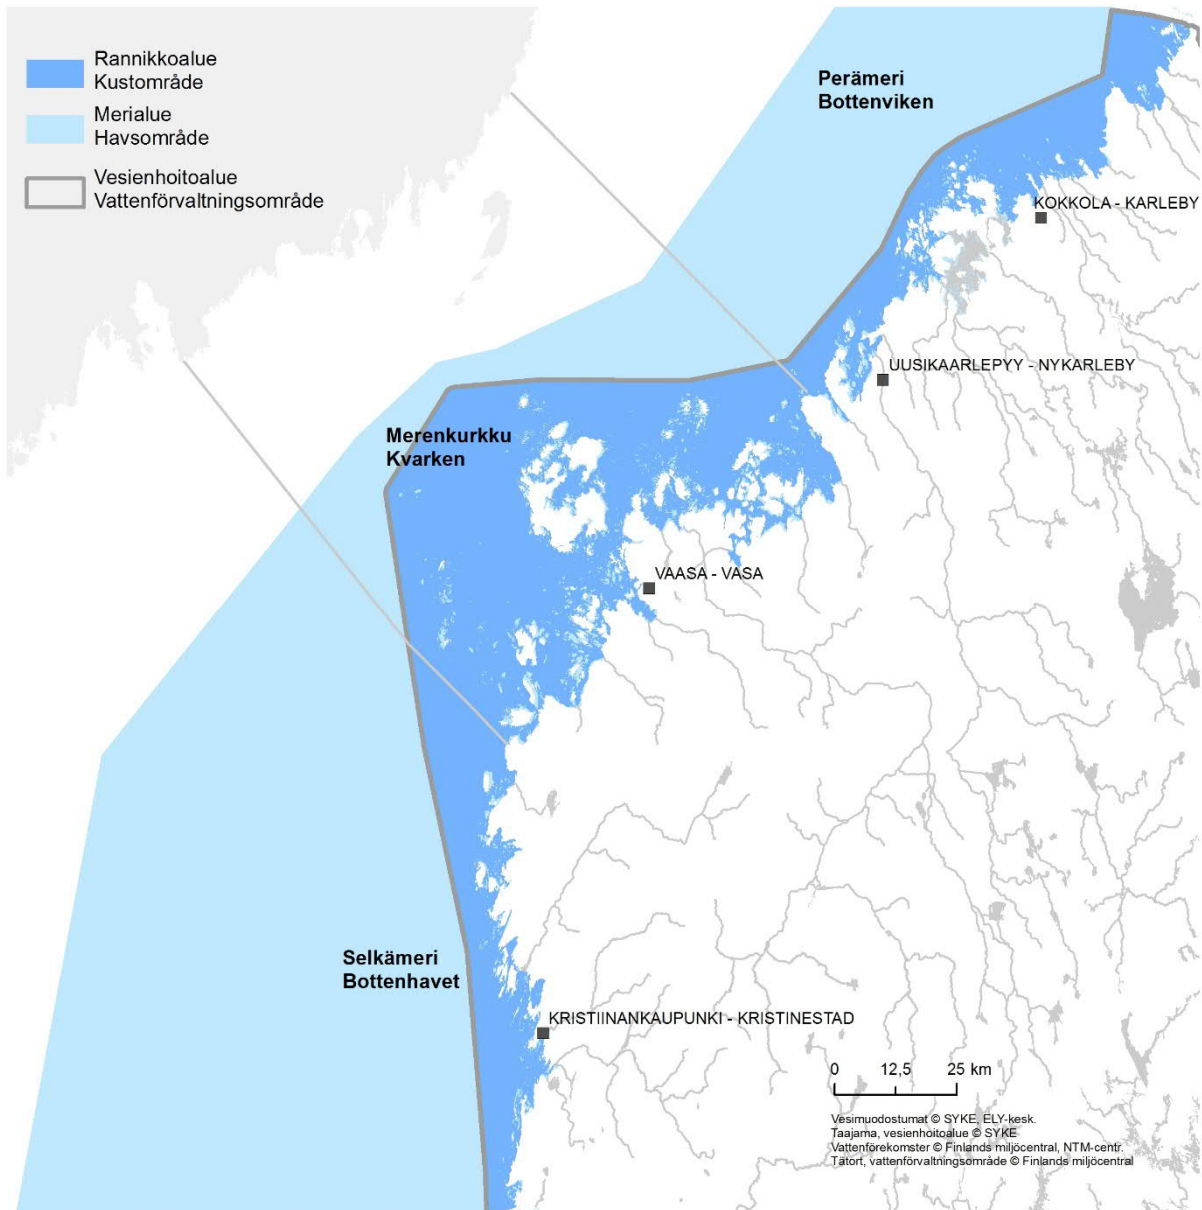 Rannikkoalue
Kustområde
Merialue
Havsområde
Vesienhoitoalue
Vattenförvaltningsområde
Perämeri
Bottenviken
KOKKOLA - KARLEBY
UUSIKAARLEPYY - NYKARLEBY
Merenkurkku
Kvarken
VAASA - VASA
Selkämeri
Bottenhavet
KRISTIINANKAUPUNKI - KRISTINESTAD
0 12,5 25 km
Vesimuodostumat © SYKE, ELY-kesk.
Taajama, vesienhoitoalue © SYKE
Vattenförekomster © Finlands miljöcentral, NTM-centr.
Tätort, vattenförvaltningsområde © Finlands miljöcentral